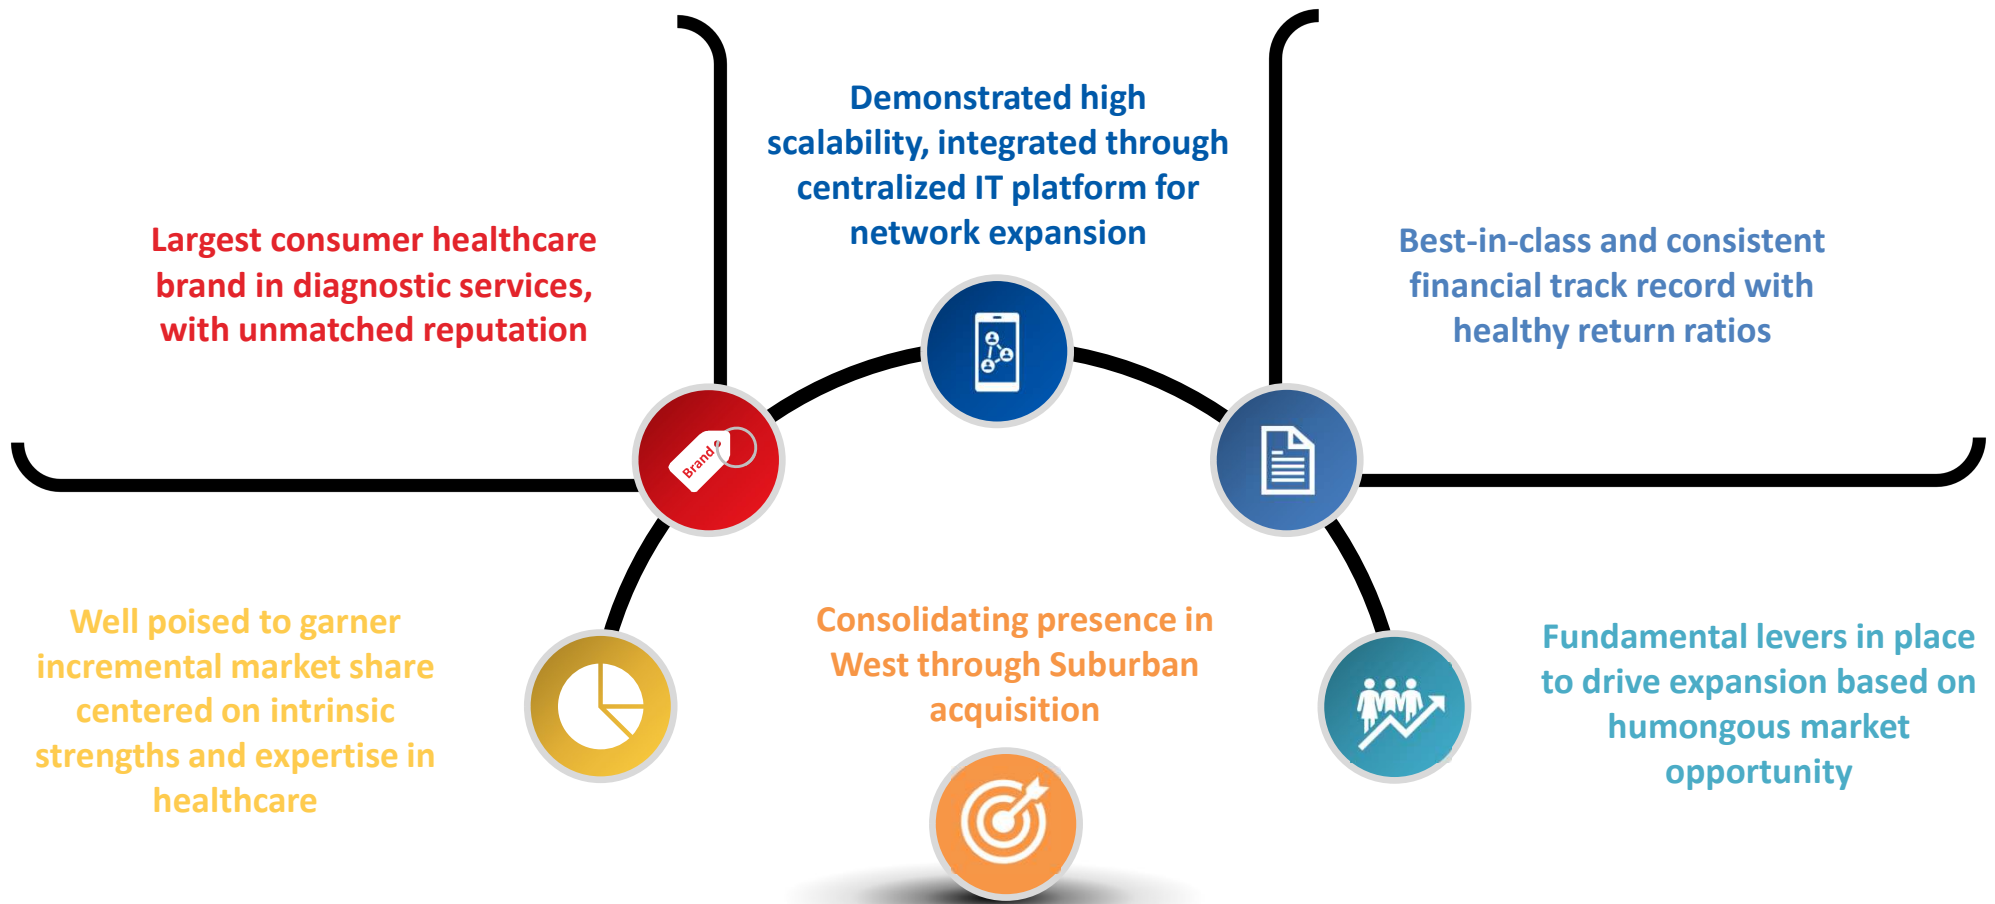 Demonstrated high
scalability, integrated through
centralized IT platform for
network expansion
Largest consumer healthcare
brand in diagnostic services,
with unmatched reputation
Best-in-class and consistent
financial track record with
healthy return ratios
Brand
Well poised to garner
incremental market share
centered on intrinsic
strengths and expertise in
healthcare
Consolidating presence in
West through Suburban
acquisition
Fundamental levers in place
to drive expansion based on
humongous market
opportunity